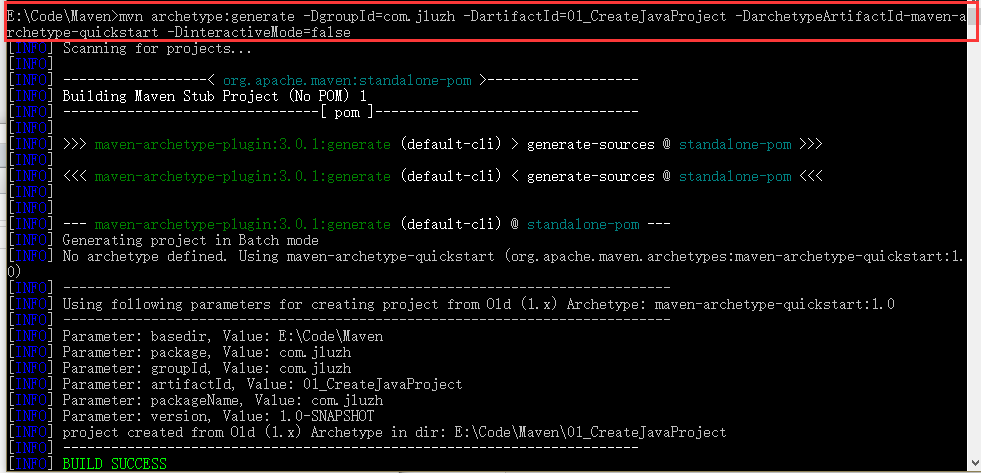 E:\Code\Maven>mvn archetype:generate -DgroupId=com.jluzh -DartifactId=01_CreateJavaProject -DarchetypeArtifactId-maven-a
rchetype-quickstart -DinteractiveMode=false
[INFO] Scanning for projects...
[INFO]
[INFO] ------------------< org.apache.maven:standalone-pom >-------------------
[INFO] Building Maven Stub Project (No POM) 1
[INFO] --------------------------------[ pom ]---------------------------------
[INFO]
[INFO] >>> maven-archetype-plugin:3.0.1:generate (default-cli) > generate-sources @ standalone-pom >>>
[INFO]
[INFO] <<< maven-archetype-plugin:3.0.1:generate (default-cli) < generate-sources @ standalone-pom <<<
[INFO]
[INFO]
[INFO] --- maven-archetype-plugin:3.0.1:generate (default-cli) @ standalone-pom ---
[INFO] Generating project in Batch mode
[INFO] No archetype defined. Using maven-archetype-quickstart (org.apache.maven.archetypes:maven-archetype-quickstart:1.
0)
[INFO] ----------------------------------------------------------------------------
[INFO] Using following parameters for creating project from Old (1.x) Archetype: maven-archetype-quickstart:1.0
[INFO] ----------------------------------------------------------------------------
[INFO] Parameter: basedir, Value: E:\Code\Maven
[INFO] Parameter: package, Value: com.jluzh
[INFO] Parameter: groupId, Value: com.jluzh
[INFO] Parameter: artifactId, Value: 01_CreateJavaProject
[INFO] Parameter: packageName, Value: com.jluzh
[INFO] Parameter: version, Value: 1.0-SNAPSHOT
[INFO] project created from Old (1.x) Archetype in dir: E:\Code\Maven\01_CreateJavaProject
[INFO] ------------------------------------------------------------------------
[INFO] BUILD SUCCESS